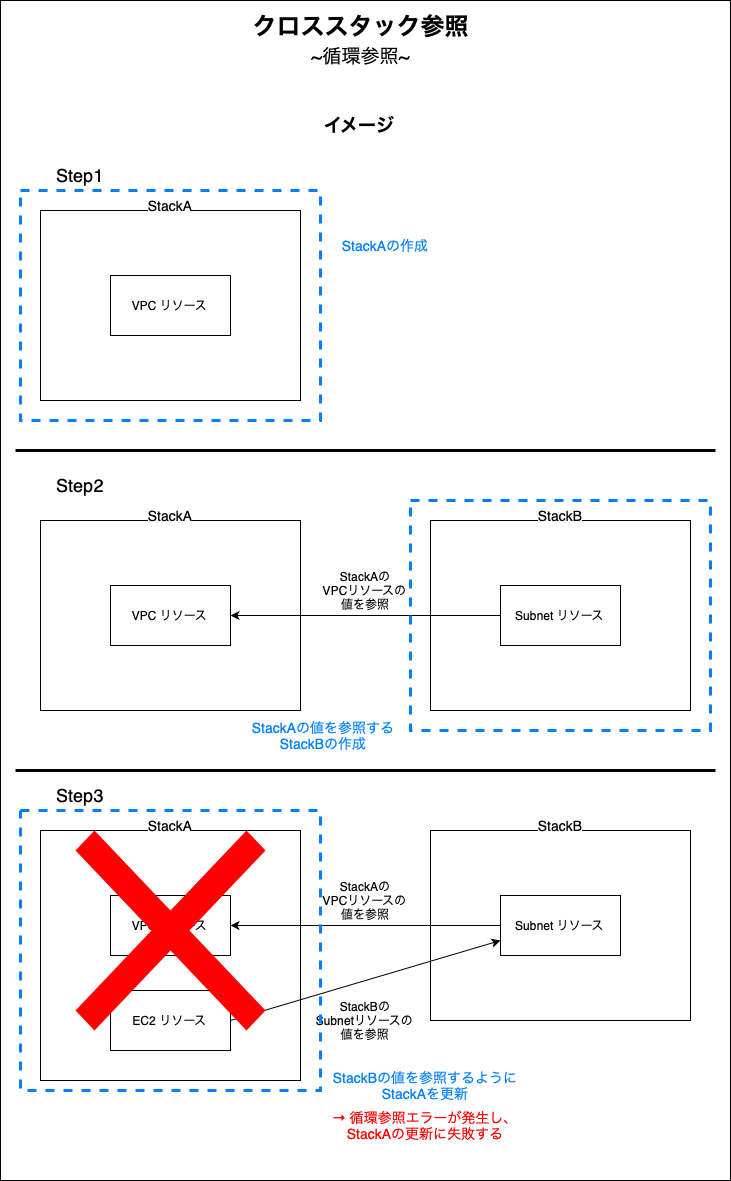 クロススタック参照
~循環参照~
イメージ
Step1
StackA
StackAの作成
VPC リソース
Step2
StackA
StackB
StackAの
VPCリソースの
値を参照
VPC リソース
Subnet リソース
StackAの値を参照する
StackBの作成
Step3
StackA
StackB
StackAの
VPCリソースの
値を参照
VP ース
Subnet リソース
EC2 リソース
StackBの
Subnetリソースの
値を参照
StackBの値を参照するように
StackAを更新
→ 循環参照エラーが発生し、
StackAの更新に失敗する